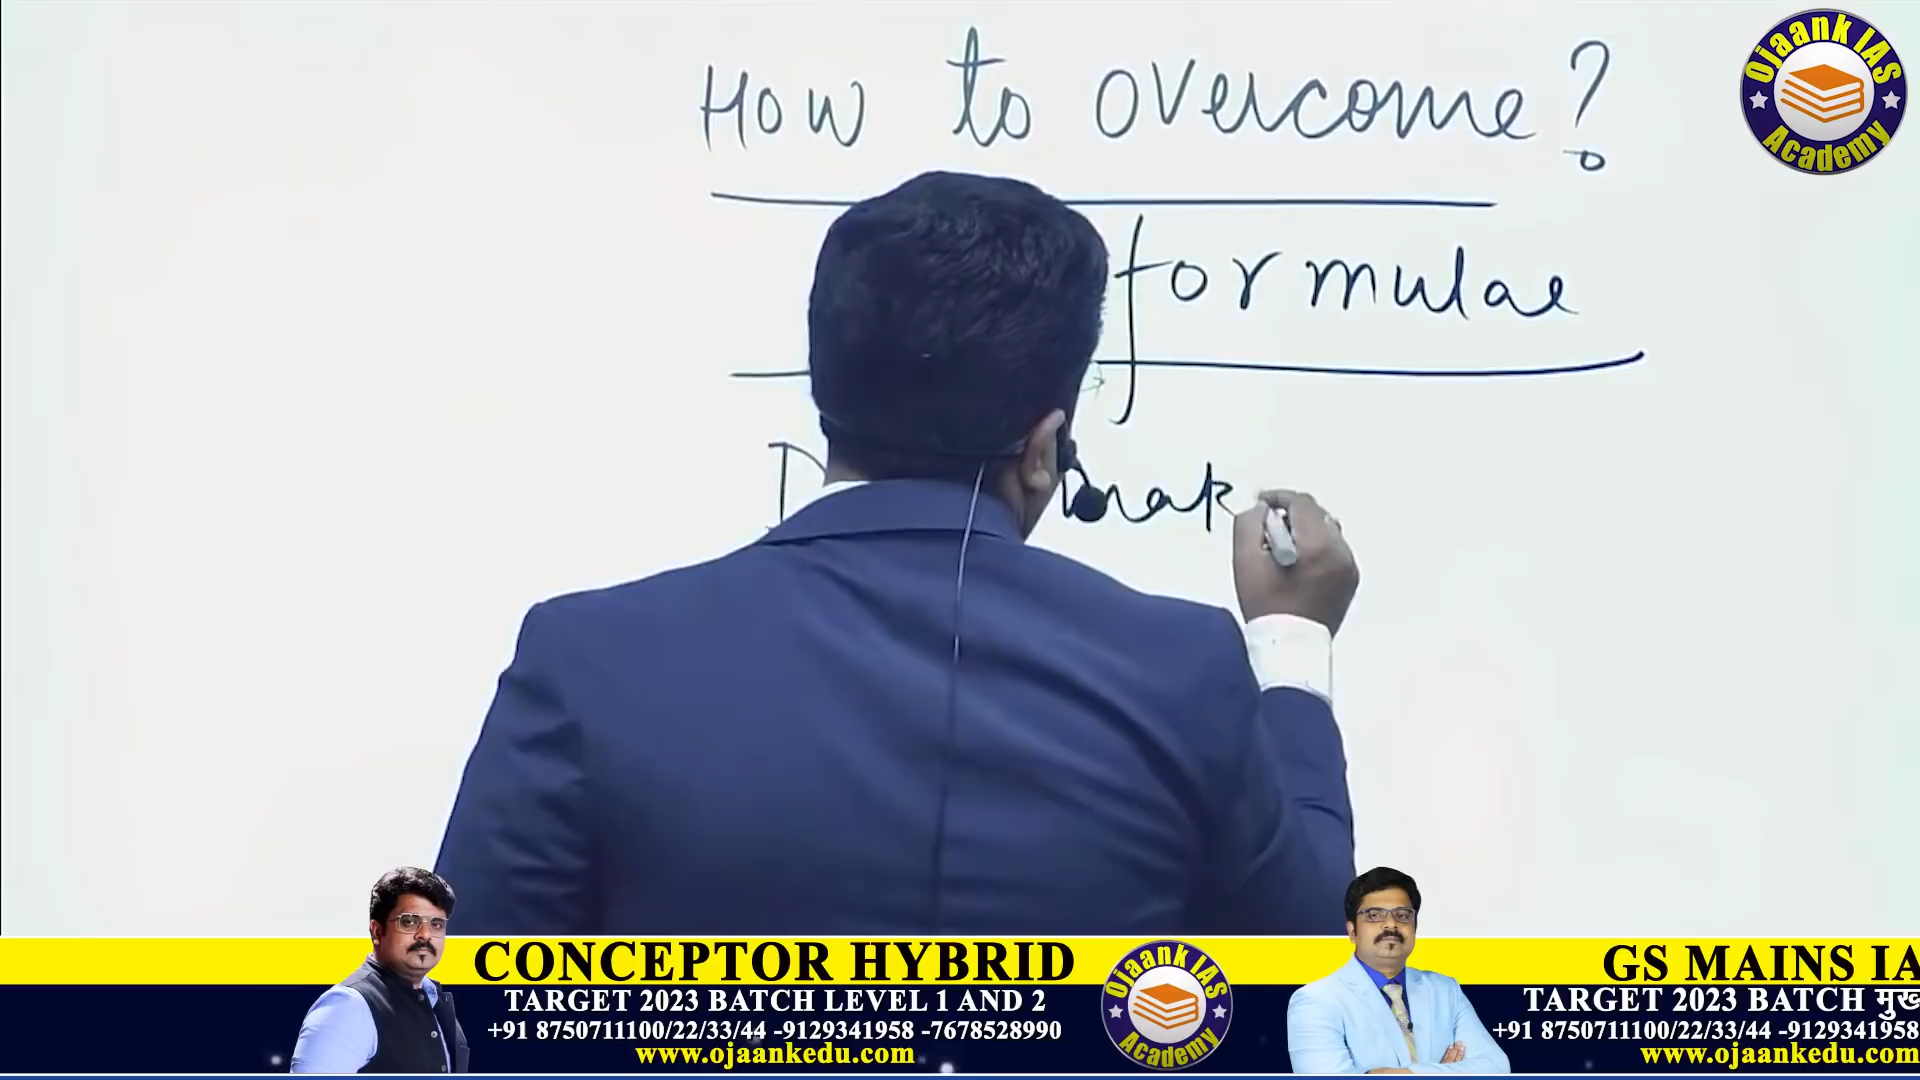 How to overcome?
formulae
Ojaank IAS
Academy
CONCEPTOR HYBRID
TARGET 2023 BATCH LEVEL 1 AND 2
+91 8750711100/22/33/44 -9129341958 -7678528990
www.ojaankedu.com
Ojaank IAS
Academy
GS MAINS IA
TARGET 2023 BATCH मुख
+91 8750711100/22/33/44 -9129341958
www.ojaankedu.com